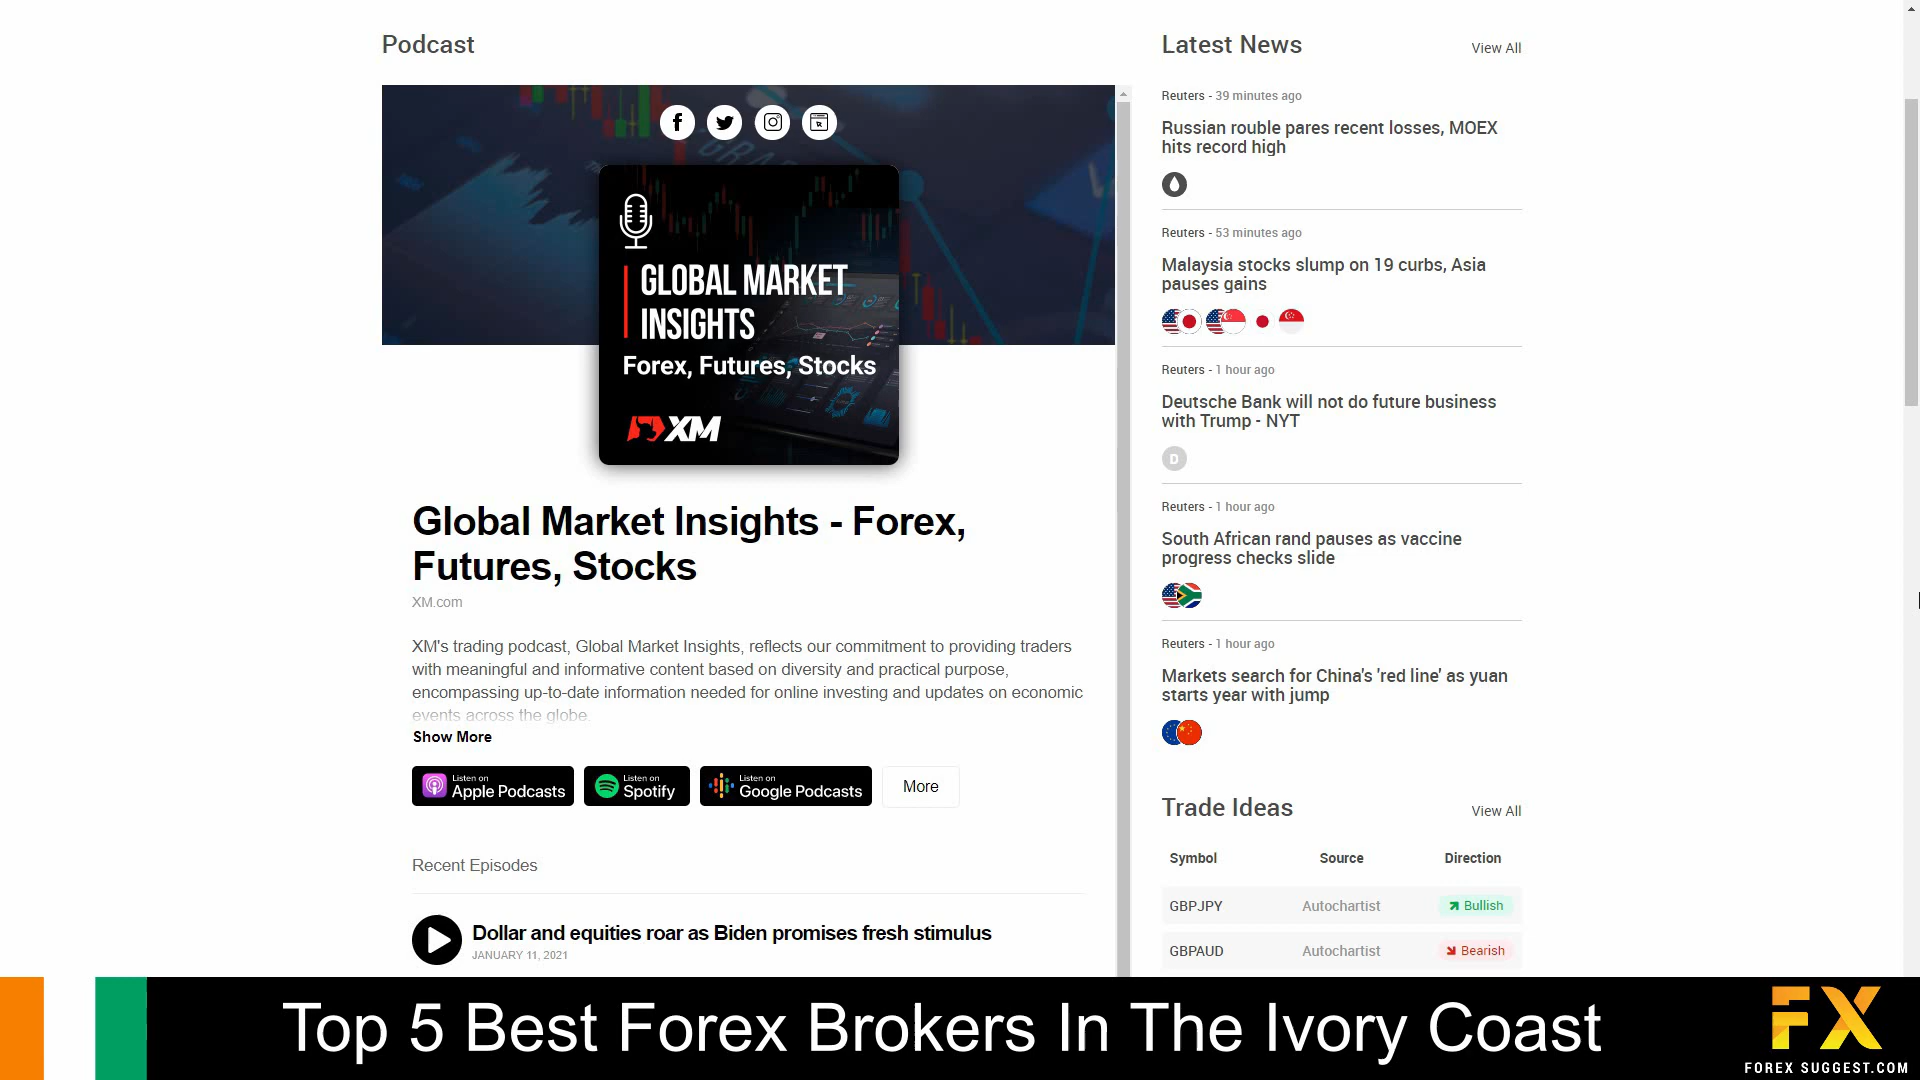 Podcast
GLOBAL MARKET
INSIGHTS
Forex, Futures, Stocks
XM
Global Market Insights - Forex,
Futures, Stocks
XM.com
XM's trading podcast, Global Market Insights, reflects our commitment to providing traders
with meaningful and informative content based on diversity and practical purpose,
encompassing up-to-date information needed for online investing and updates on economic
events across the globe.
Show More
Listen on
Apple Podcasts
Listen on
Spotify
Listen on
Google Podcasts
More
Recent Episodes
Dollar and equities roar as Biden promises fresh stimulus
JANUARY 11, 2021
Latest News
View All
Reuters - 39 minutes ago
Russian rouble pares recent losses, MOEX
hits record high
Reuters - 53 minutes ago
Malaysia stocks slump on 19 curbs, Asia
pauses gains
Reuters - 1 hour ago
Deutsche Bank will not do future business
with Trump - NYT
D
Reuters - 1 hour ago
South African rand pauses as vaccine
progress checks slide
Reuters - 1 hour ago
Markets search for China's 'red line' as yuan
starts year with jump
Trade Ideas
View All
Symbol Source Direction
GBPJPY Autochartist Bullish
GBPAUD Autochartist Bearish
Top 5 Best Forex Brokers In The Ivory Coast
FX
FOREX SUGGEST.COM